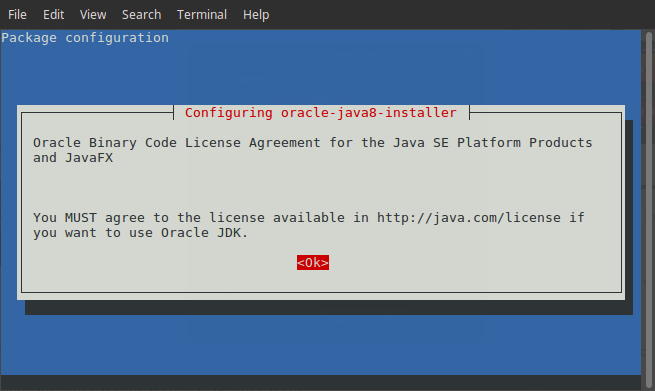 File Edit View Search Terminal Help
Package configuration
Configuring oracle-java8-installer
Oracle Binary Code License Agreement for the Java SE Platform Products
and JavaFX
You MUST agree to the license available in http://java.com/license if
you want to use Oracle JDK.
<Ok>